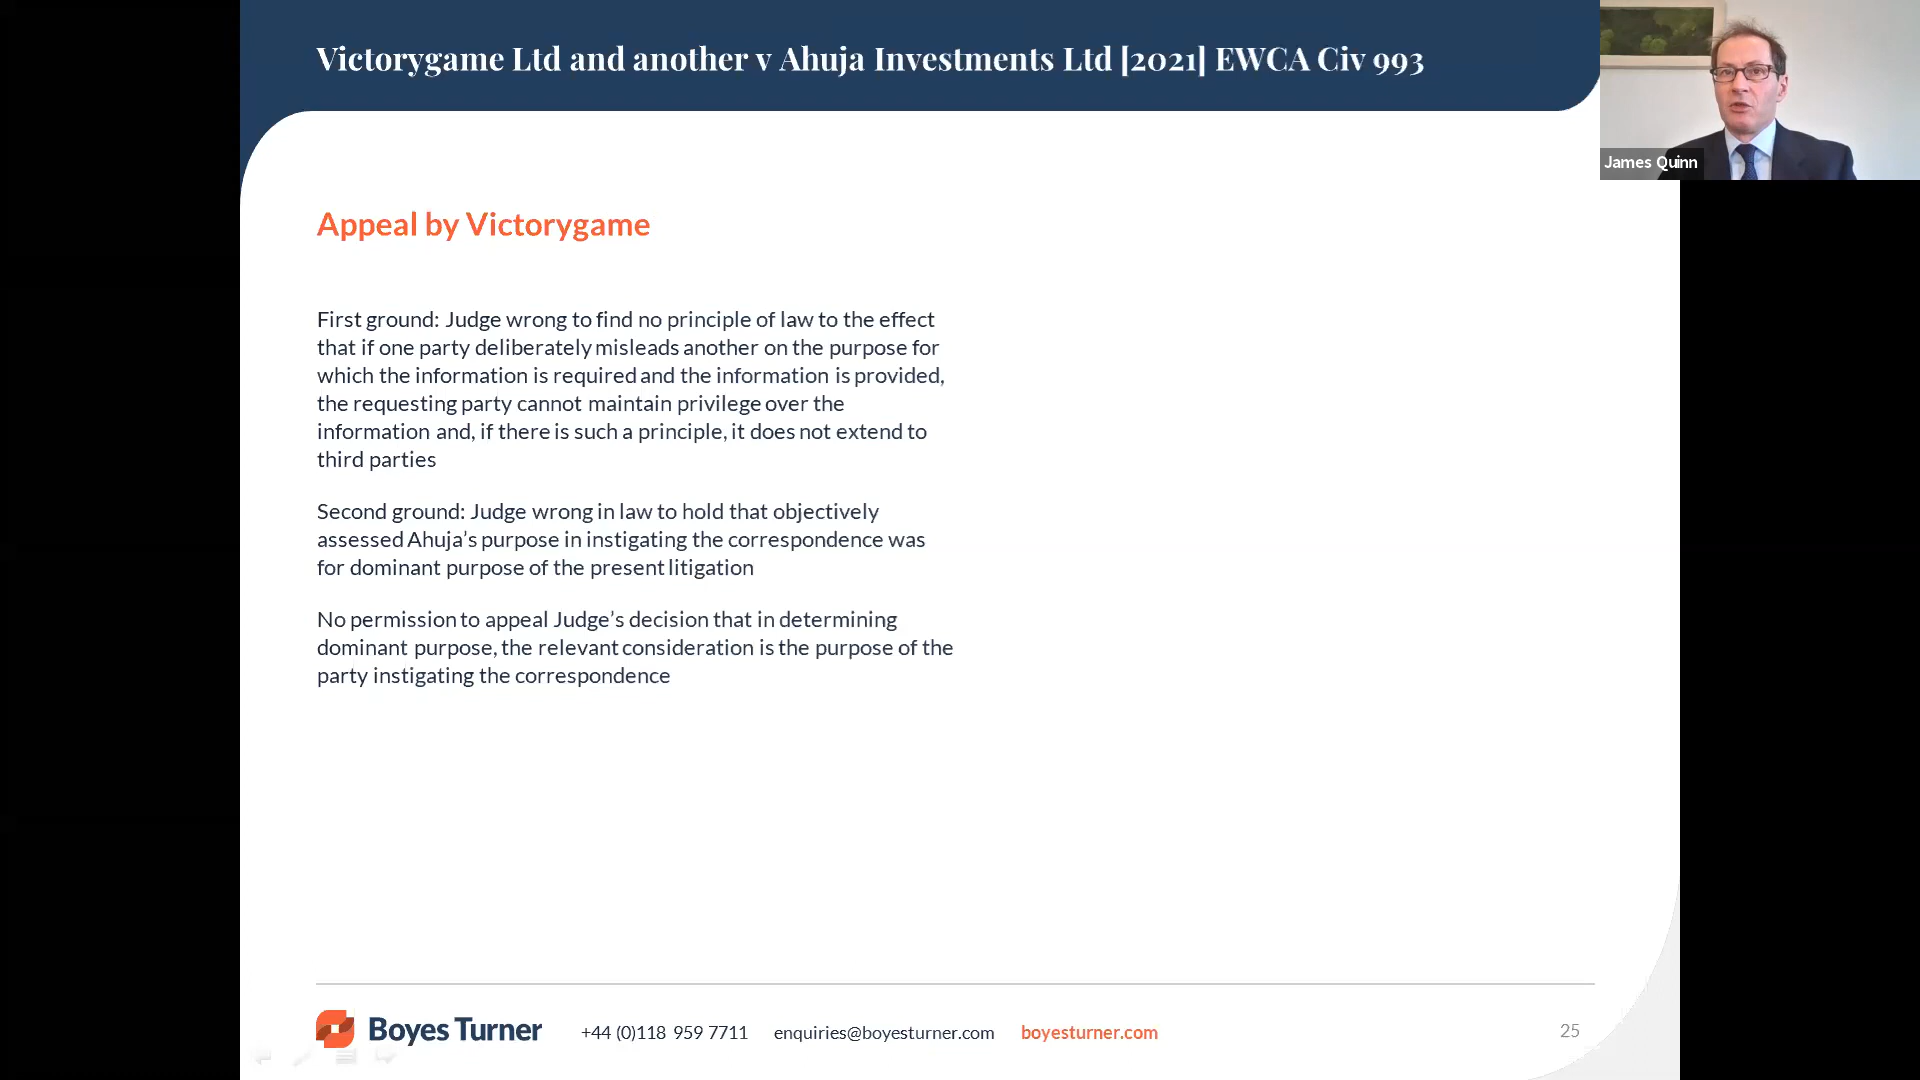 Victorygame Ltd and another v Ahuja Investments Ltd [2021] EWCA Civ 993
James Quinn
Appeal by Victorygame
First ground: Judge wrong to find no principle of law to the effect
that if one party deliberately misleads another on the purpose for
which the information is required and the information is provided,
the requesting party cannot maintain privilege over the
information and, if there is such a principle, it does not extend to
third parties
Second ground: Judge wrong in law to hold that objectively
assessed Ahuja’s purpose in instigating the correspondence was
for dominant purpose of the present litigation
No permission to appeal Judge’s decision that in determining
dominant purpose, the relevant consideration is the purpose of the
party instigating the correspondence
Boyes Turner
+44 (0)118 959 7711 enquiries@boyesturner.com boyesturner.com
25